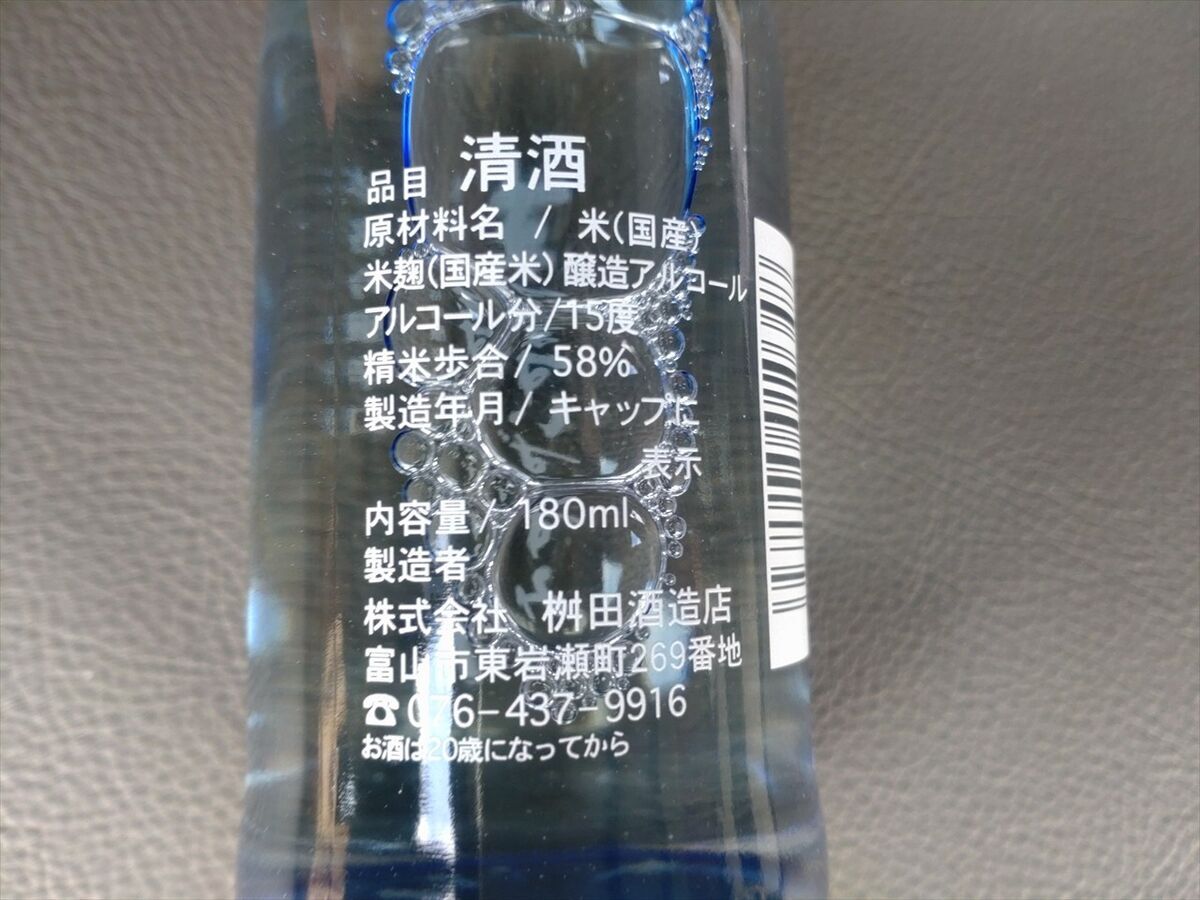 品目 清酒
原材料名 / 米(国産)
米麹(国産米) 醸造アルコール
アルコール分/15度
精米歩合/ 58%
製造年月/ キャップに
表示
内容量/ 180ml
製造者/
株式会社 桝田酒造店
富山市東岩瀬町269番地
☎076-437-9916
お酒は20歳になってから